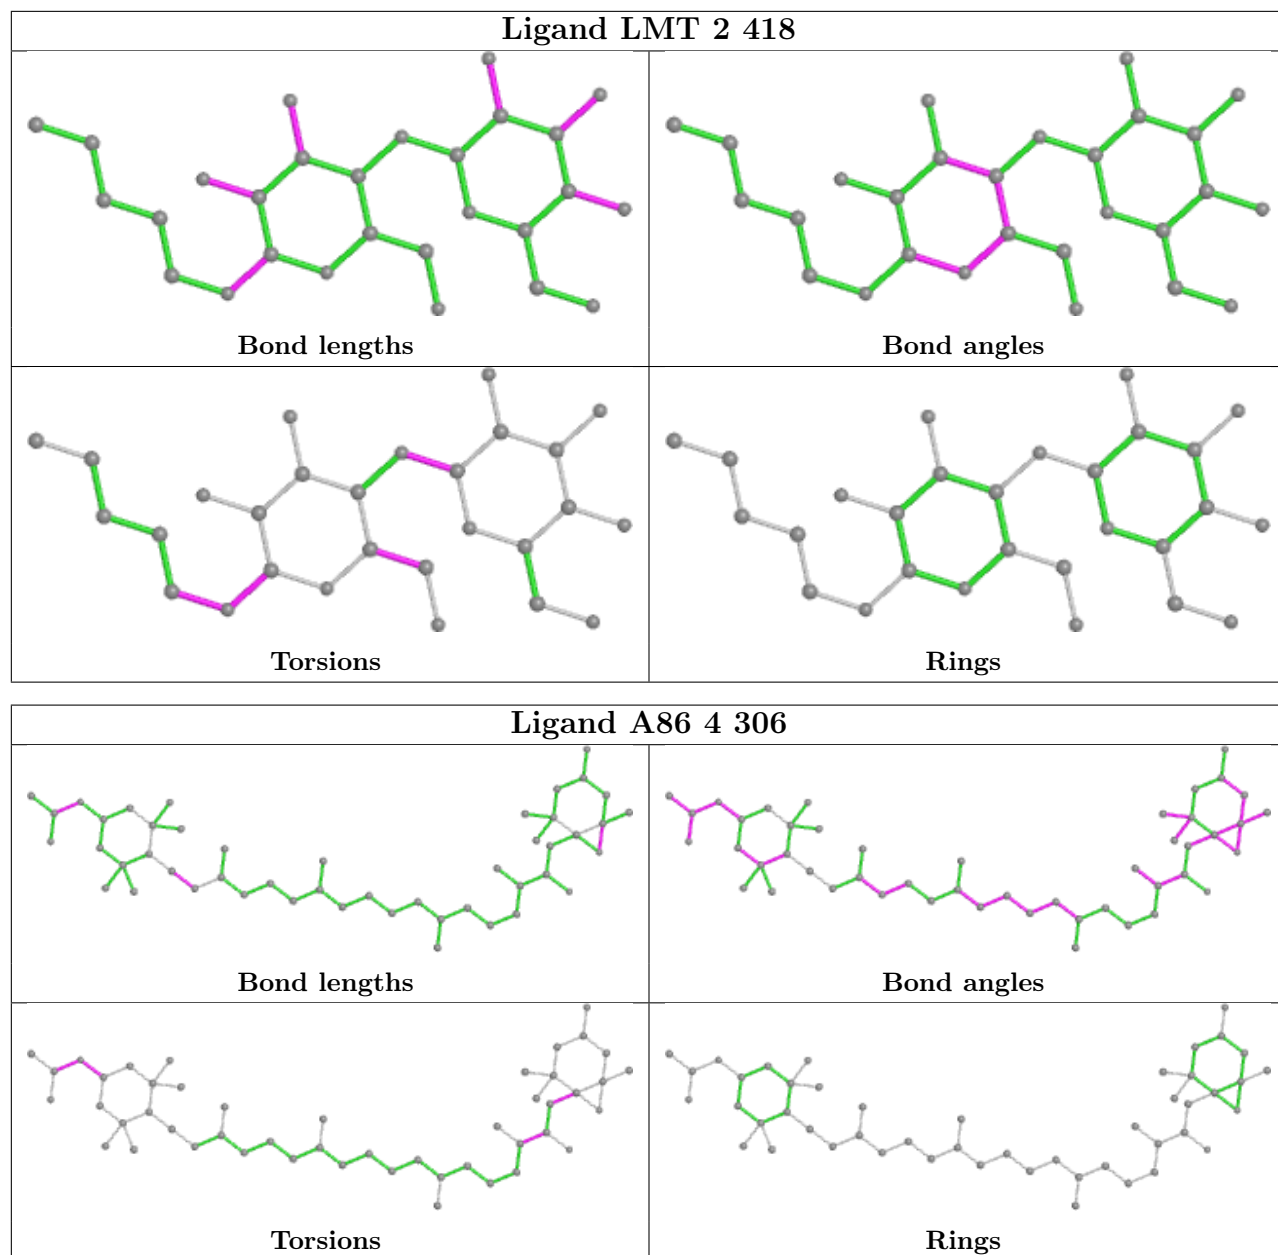 Ligand LMT 2 418
Bond lengths
Bond angles
Torsions
Rings
Ligand A86 4 306
Bond lengths
Bond angles
Torsions
Rings